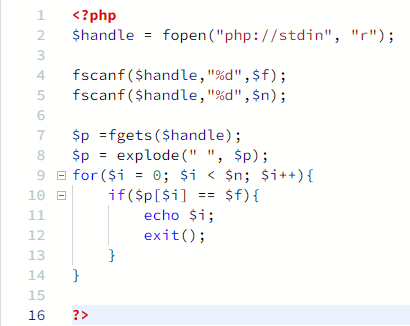 1 <?php
2 $handle = fopen("php://stdin", "r");
3
4 fscanf($handle,"%d",$f);
5 fscanf($handle,"%d",$n);
6
7 $p =fgets($handle);
8 $p = explode(" ", $p);
9 for($i = 0; $i < $n; $i++){
10     if($p[$i] == $f){
11         echo $i;
12         exit();
13     }
14 }
15
16 ?>